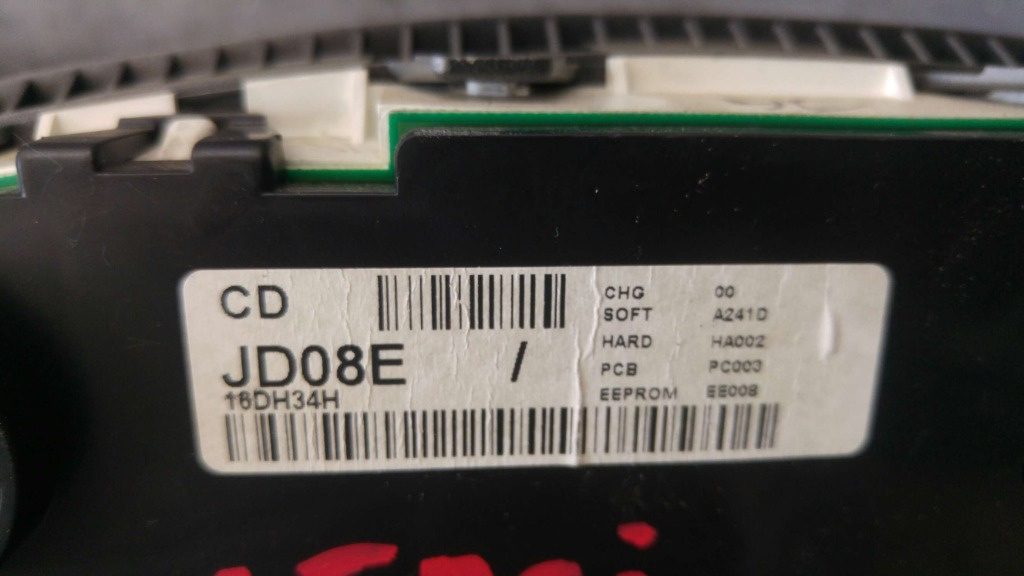 CD
JD08E /
16DH34H
CHG 00
SOFT A241D
HARD HA002
PCB PC003
EEPROM EE008